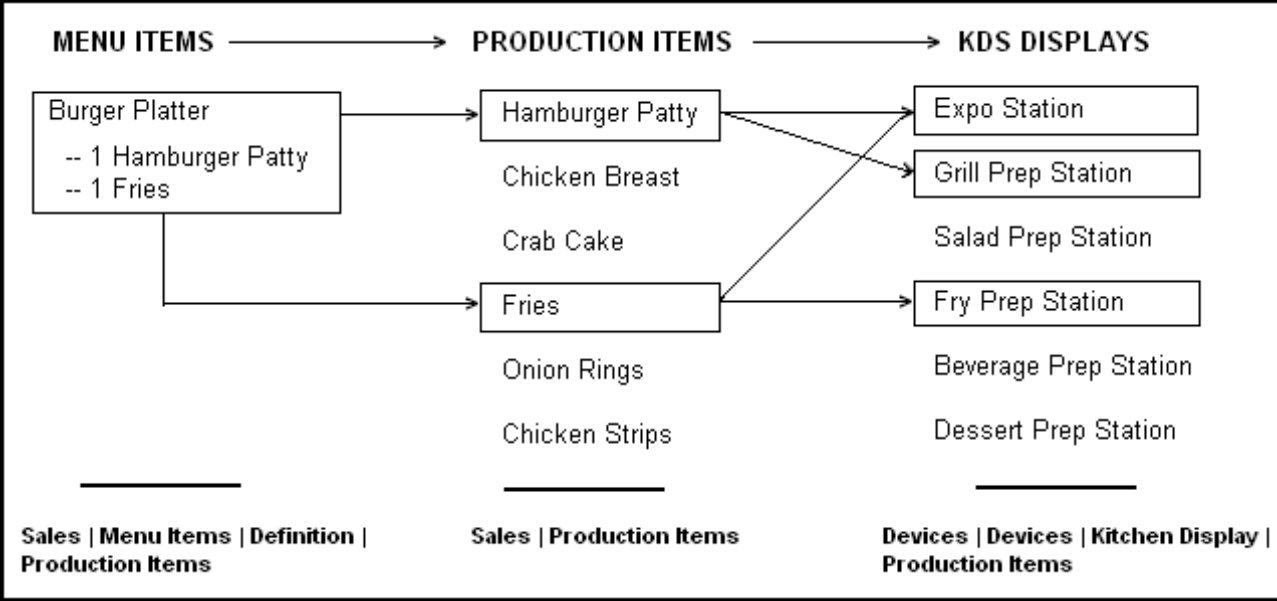 MENU ITEMS
PRODUCTION ITEMS
KDS DISPLAYS
Burger Platter
-- 1 Hamburger Patty
-- 1 Fries
Hamburger Patty
Chicken Breast
Crab Cake
Fries
Onion Rings
Chicken Strips
Expo Station
Grill Prep Station
Salad Prep Station
Fry Prep Station
Beverage Prep Station
Dessert Prep Station
Sales | Menu Items | Definition |
Production Items
Sales | Production Items
Devices | Devices | Kitchen Display |
Production Items